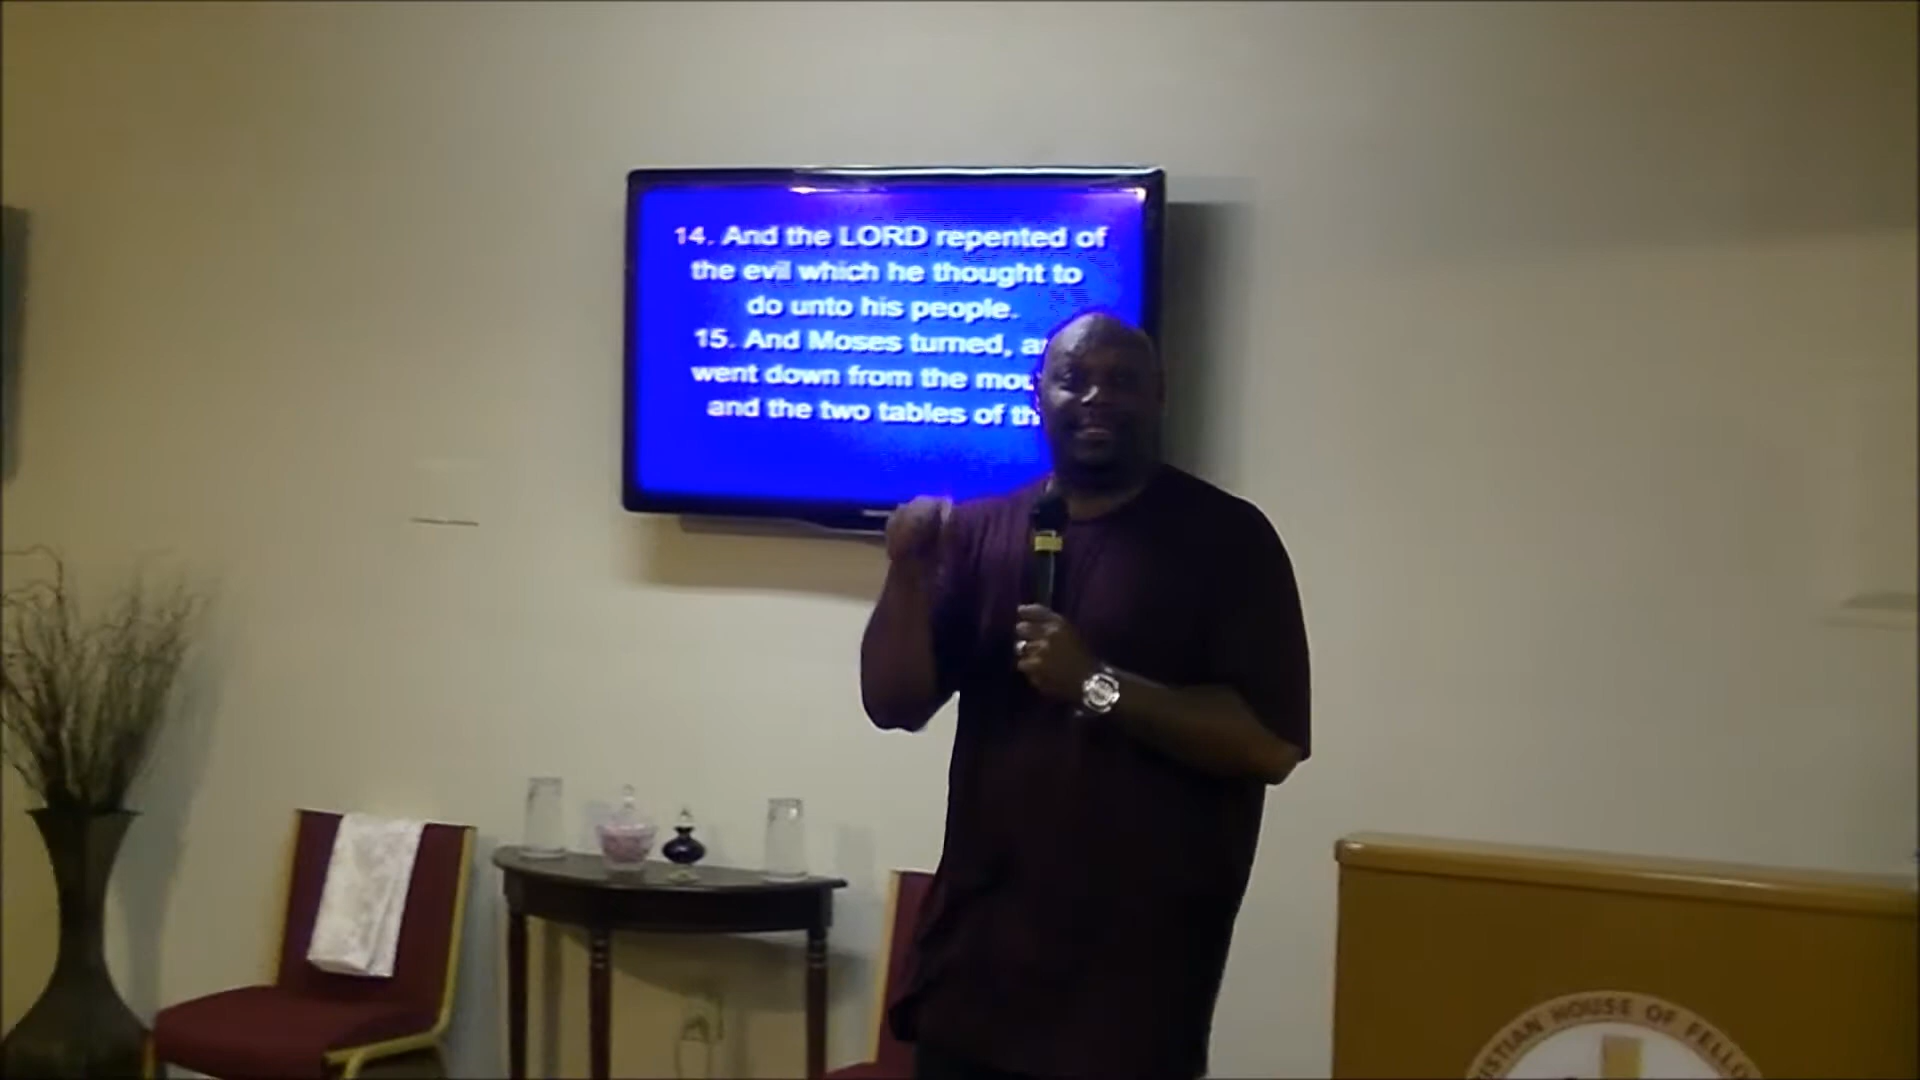 14. And the LORD repented of
the evil which he thought to
do unto his people.
15. And Moses turned,
went down from the
and the two tables of
HOUSE OF